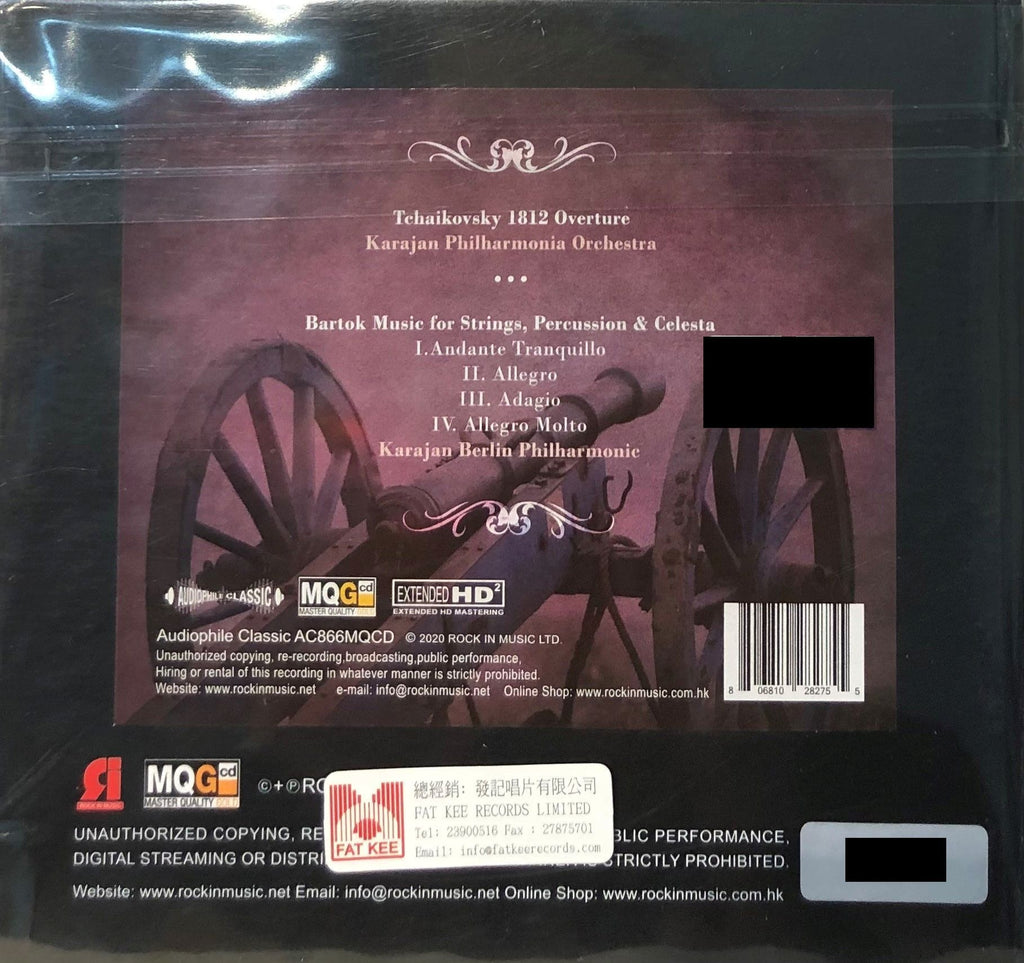 Tchaikovsky 1812 Overture
Karajan Philharmonia Orchestra
•••
Bartok Music for Strings, Percussion & Celesta
I.Andante Tranquillo
II. Allegro
III. Adagio
IV. Allegro Molto
Karajan Berlin Philharmonic
AUDIOPHILE CLASSIC
MQGcd
MASTER QUALITY GOLD
EXTENDED HD2
EXTENDED HD MASTERING
Audiophile Classic AC866MQCD © 2020 ROCK IN MUSIC LTD.
Unauthorized copying, re-recording,broadcasting,public performance,
Hiring or rental of this recording in whatever manner is strictly prohibited.
Website: www.rockinmusic.net e-mail: info@rockinmusic.net Online Shop: www.rockinmusic.com.hk
8 06810 28275 5
ROCK IN MUSIC
MQGcd
MASTER QUALITY GOLD
©+℗RO
FAT KEE
總經銷: 發記唱片有限公司
FAT KEE RECORDS LIMITED
Tel: 23900516 Fax : 27875701
Email: info@fatkeerecords.com
UNAUTHORIZED COPYING, RE BLIC PERFORMANCE,
DIGITAL STREAMING OR DISTRI STRICTLY PROHIBITED.
Website: www.rockinmusic.net Email: info@rockinmusic.net Online Shop: www.rockinmusic.com.hk